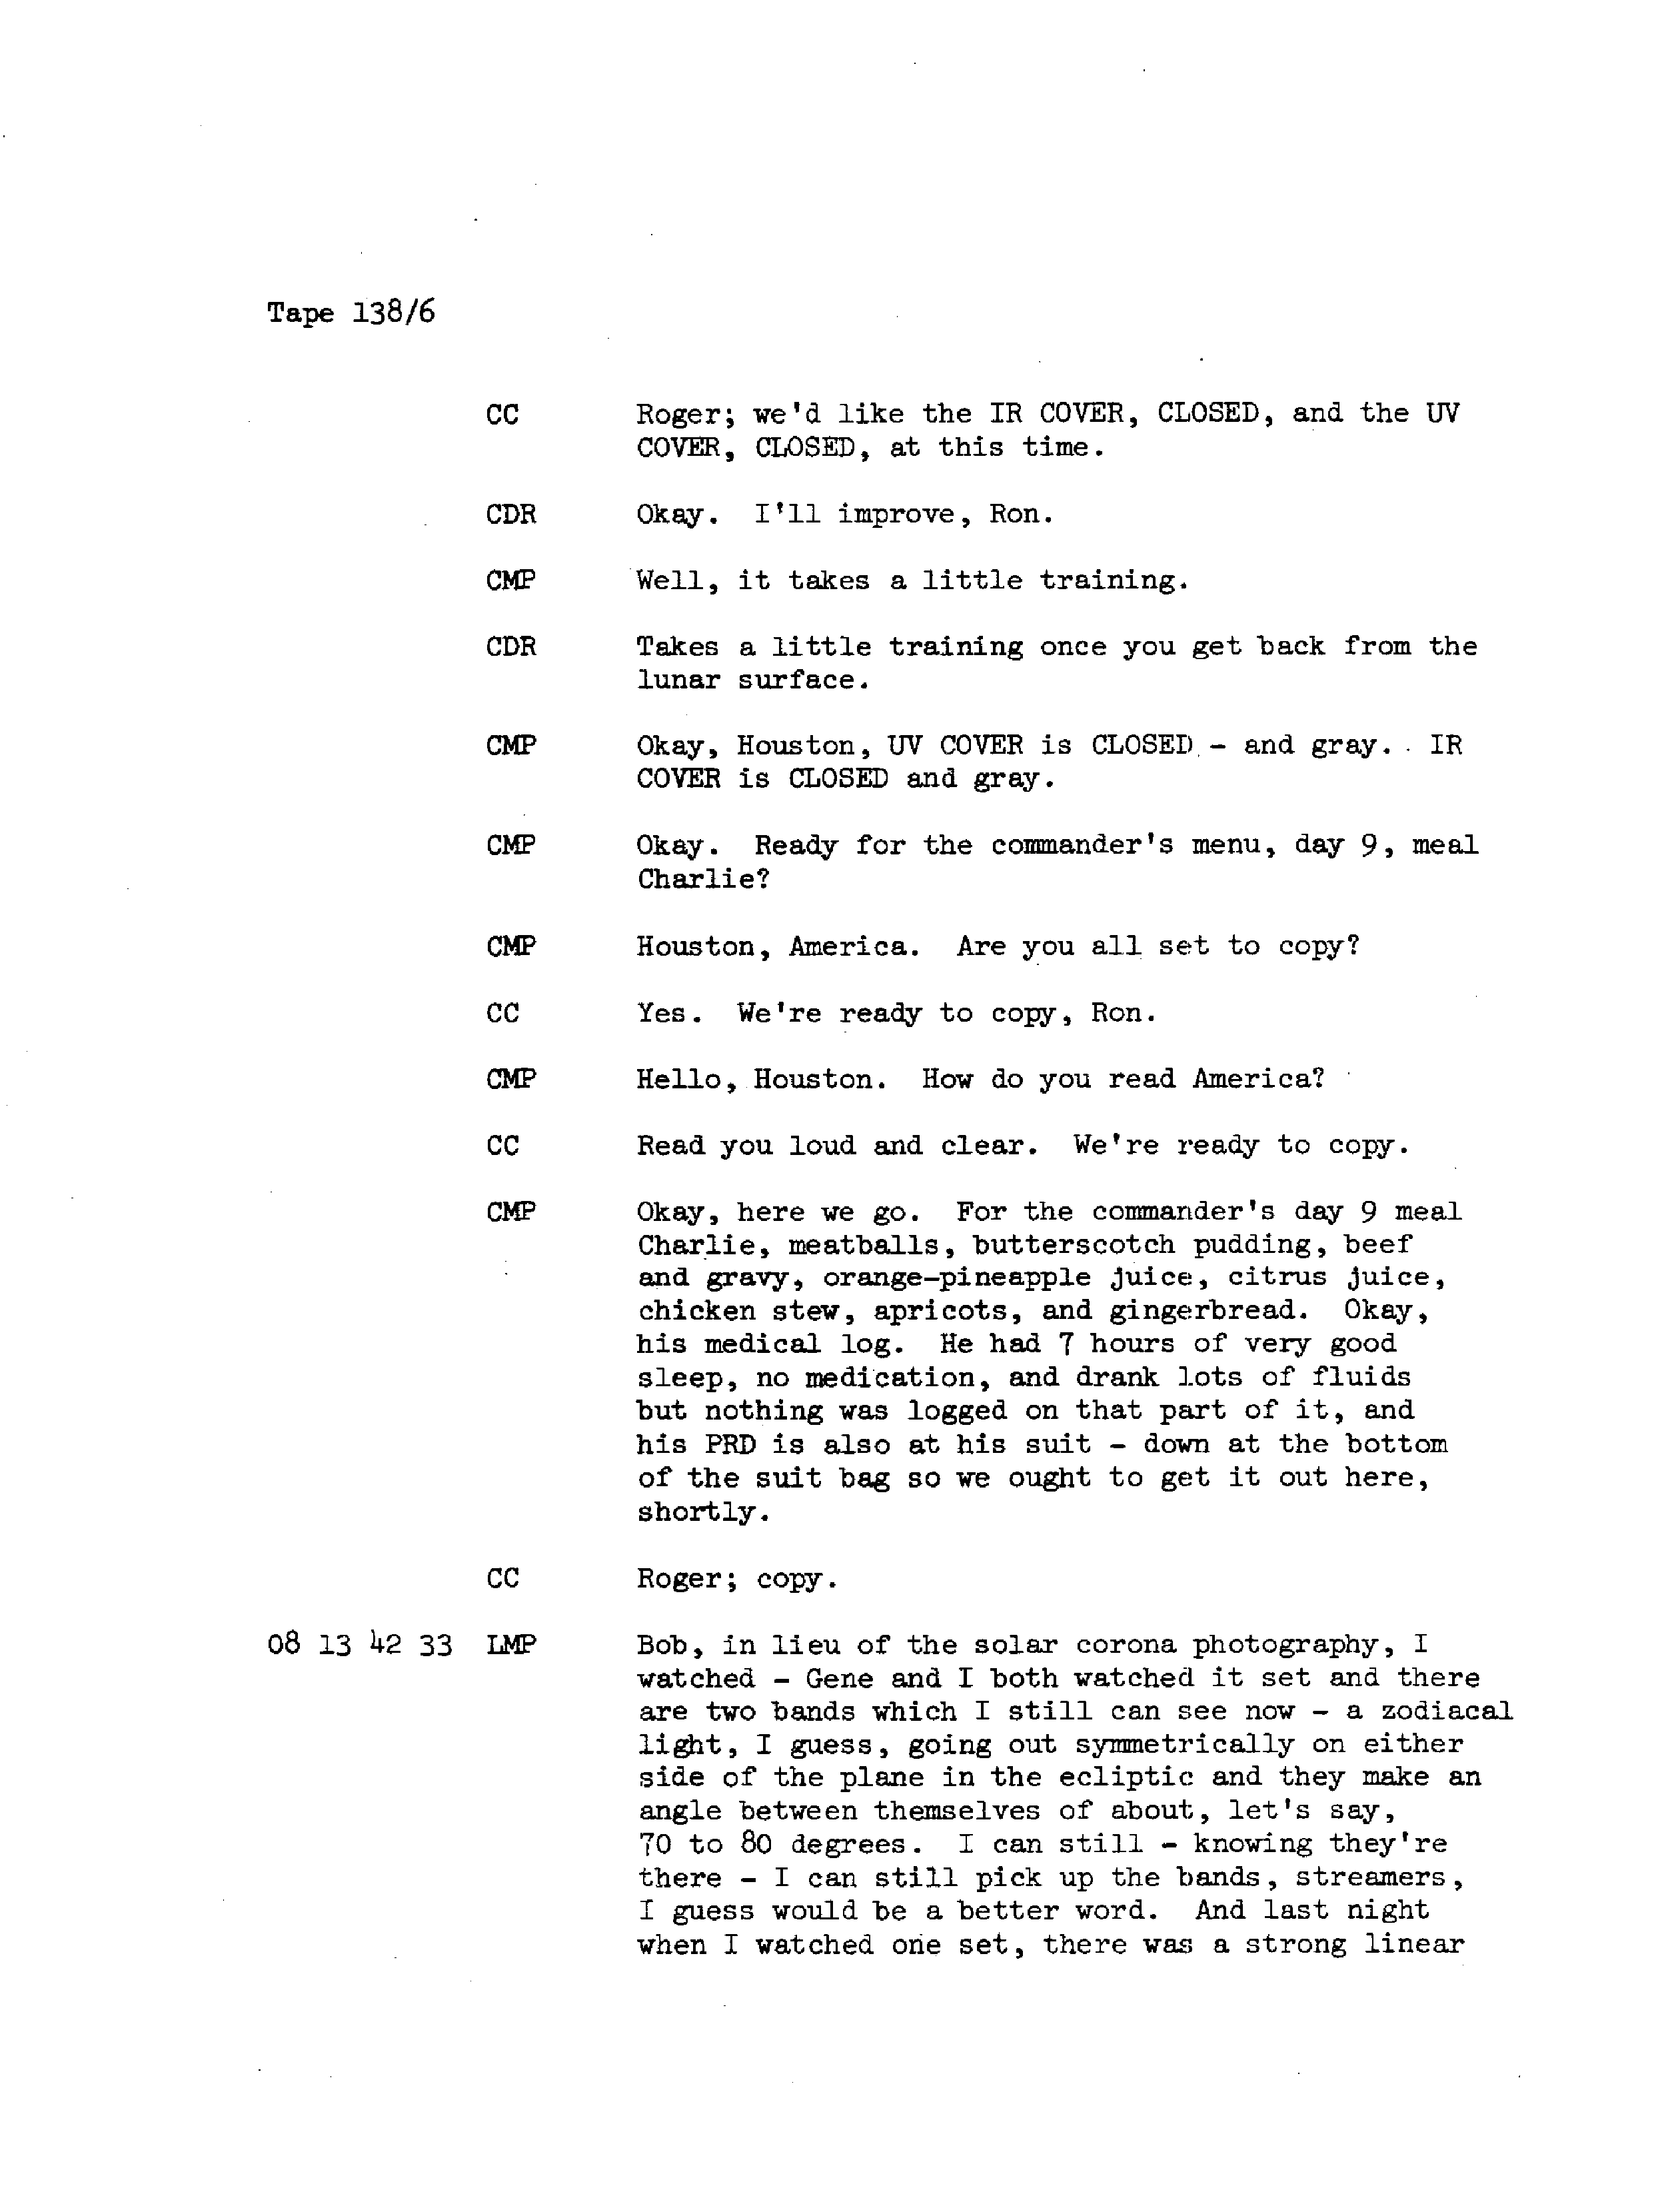 Tape 138/6
CC Roger; we'd like the IR COVER, CLOSED, and the UV
COVER, CLOSED, at this time.
CDR Okay. I'll improve, Ron.
CMP Well, it takes a little training.
CDR Takes a little training once you get back from the
lunar surface.
CMP Okay, Houston, UV COVER is CLOSED - and gray. IR
COVER is CLOSED and gray.
CMP Okay. Ready for the commander's menu, day 9, meal
Charlie?
CMP Houston, America. Are you all set to copy?
CC Yes. We're ready to copy, Ron.
CMP Hello, Houston. How do you read America?
CC Read you loud and clear. We're ready to copy.
CMP Okay, here we go. For the commander's day 9 meal
Charlie, meatballs, butterscotch pudding, beef
and gravy, orange-pineapple juice, citrus juice,
chicken stew, apricots, and gingerbread. Okay,
his medical log. He had 7 hours of very good
sleep, no medication, and drank lots of fluids
but nothing was logged on that part of it, and
his PRD is also at his suit - down at the bottom
of the suit bag so we ought to get it out here,
shortly.
CC Roger; copy.
08 13 42 33 LMP Bob, in lieu of the solar corona photography, I
watched - Gene and I both watched it set and there
are two bands which I still can see now - a zodiacal
light, I guess, going out symmetrically on either
side of the plane in the ecliptic and they make an
angle between themselves of about, let's say,
70 to 80 degrees. I can still - knowing they're
there - I can still pick up the bands, streamers,
I guess would be a better word. And last night
when I watched one set, there was a strong linear